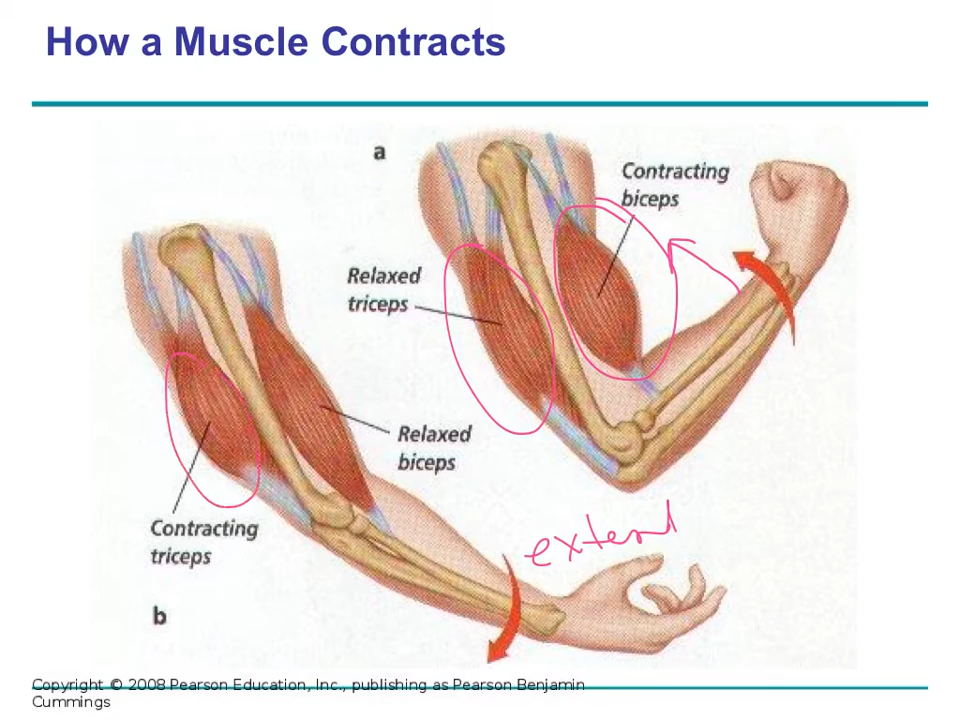 How a Muscle Contracts
a
Contracting
biceps
Relaxed
triceps
Relaxed
biceps
Contracting
triceps
extend
b
Copyright © 2008 Pearson Education, Inc., publishing as Pearson Benjamin
Cummings